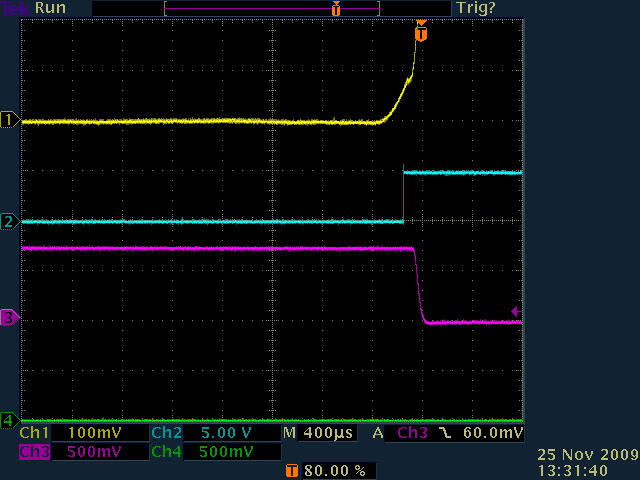 Tek Run Trig?
T
T
1
2
3
4
Ch1 100mV Ch2 5.00 V M 400µs A Ch3 60.0mV
Ch3 500mV Ch4 500mV
T 80.00 %
25 Nov 2009
13:31:40